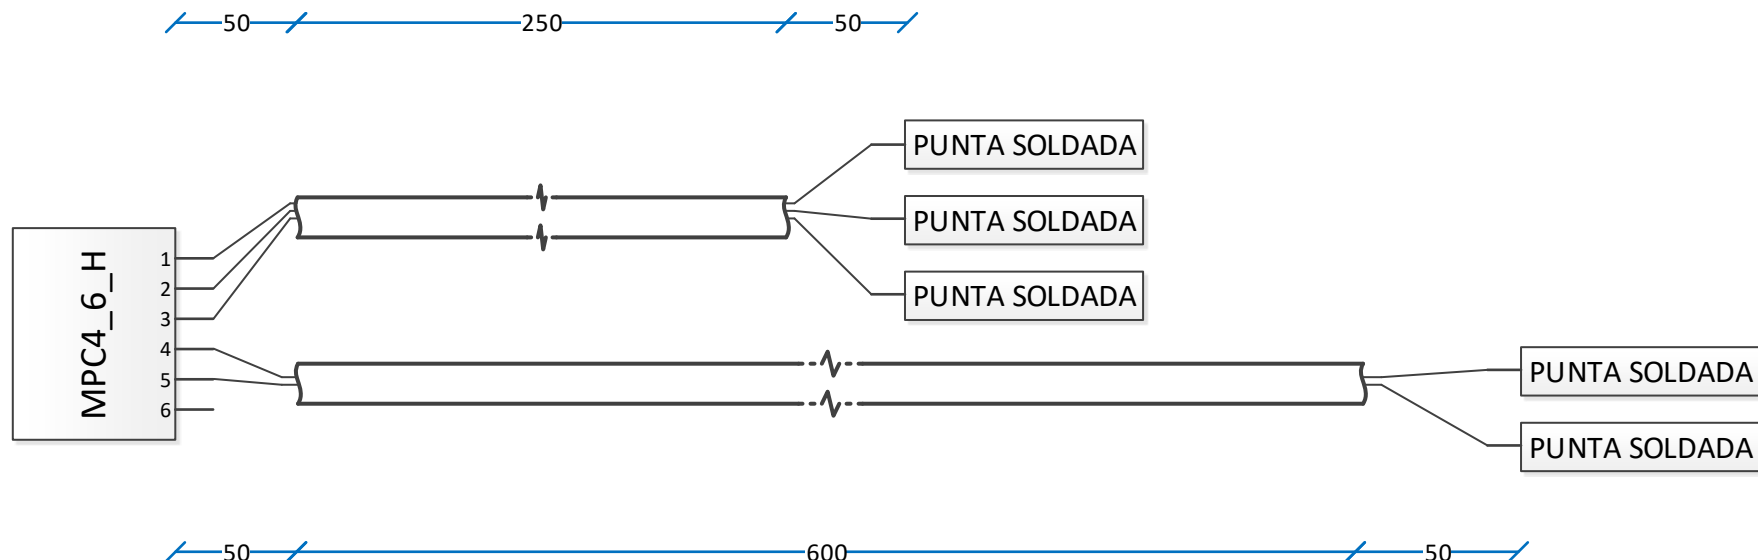 50 250 50
PUNTA SOLDADA
PUNTA SOLDADA
PUNTA SOLDADA
MPC4_6_H
1
2
3
4
5
6
PUNTA SOLDADA
PUNTA SOLDADA
50 600 50